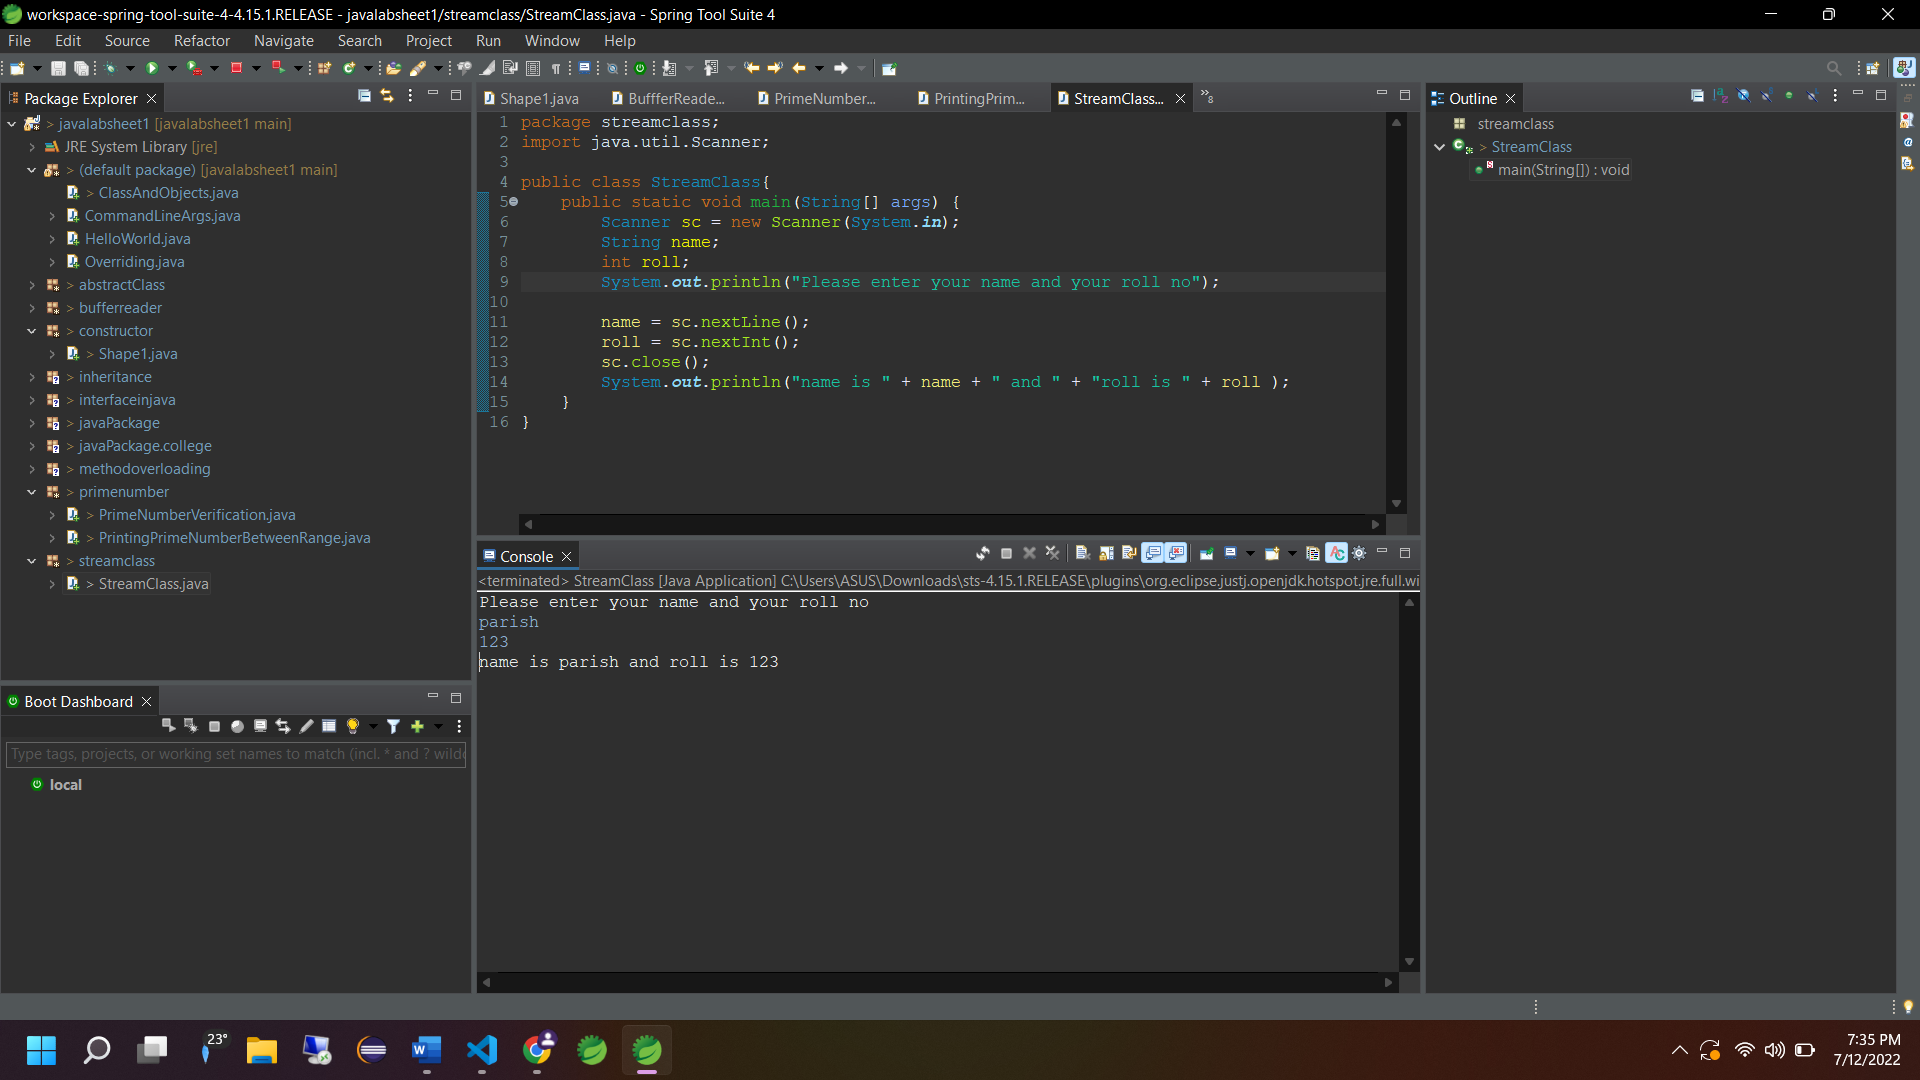 workspace-spring-tool-suite-4-4.15.1.RELEASE - javalabsheet1/streamclass/StreamClass.java - Spring Tool Suite 4
File Edit Source Refactor Navigate Search Project Run Window Help
Package Explorer
> javalabsheet1 [javalabsheet1 main]
JRE System Library [jre]
> (default package) [javalabsheet1 main]
> ClassAndObjects.java
CommandLineArgs.java
HelloWorld.java
Overriding.java
> abstractClass
> bufferreader
> constructor
> Shape1.java
> inheritance
> interfaceinjava
> javaPackage
> javaPackage.college
> methodoverloading
> primenumber
> PrimeNumberVerification.java
> PrintingPrimeNumberBetweenRange.java
> streamclass
> StreamClass.java
Shape1.java BuffferReade... PrimeNumber... PrintingPrim... StreamClass... »8
1 package streamclass;
2 import java.util.Scanner;
3
4 public class StreamClass{
5 public static void main(String[] args) {
6 Scanner sc = new Scanner(System.in);
7 String name;
8 int roll;
9 System.out.println("Please enter your name and your roll no");
10
11 name = sc.nextLine();
12 roll = sc.nextInt();
13 sc.close();
14 System.out.println("name is " + name + " and " + "roll is " + roll );
15 }
16 }
Outline
streamclass
> StreamClass
main(String[]) : void
Console
<terminated> StreamClass [Java Application] C:\Users\ASUS\Downloads\sts-4.15.1.RELEASE\plugins\org.eclipse.justj.openjdk.hotspot.jre.full.wi
Please enter your name and your roll no
parish
123
name is parish and roll is 123
Boot Dashboard
Type tags, projects, or working set names to match (incl. * and ? wild
local
23°
7:35 PM
7/12/2022